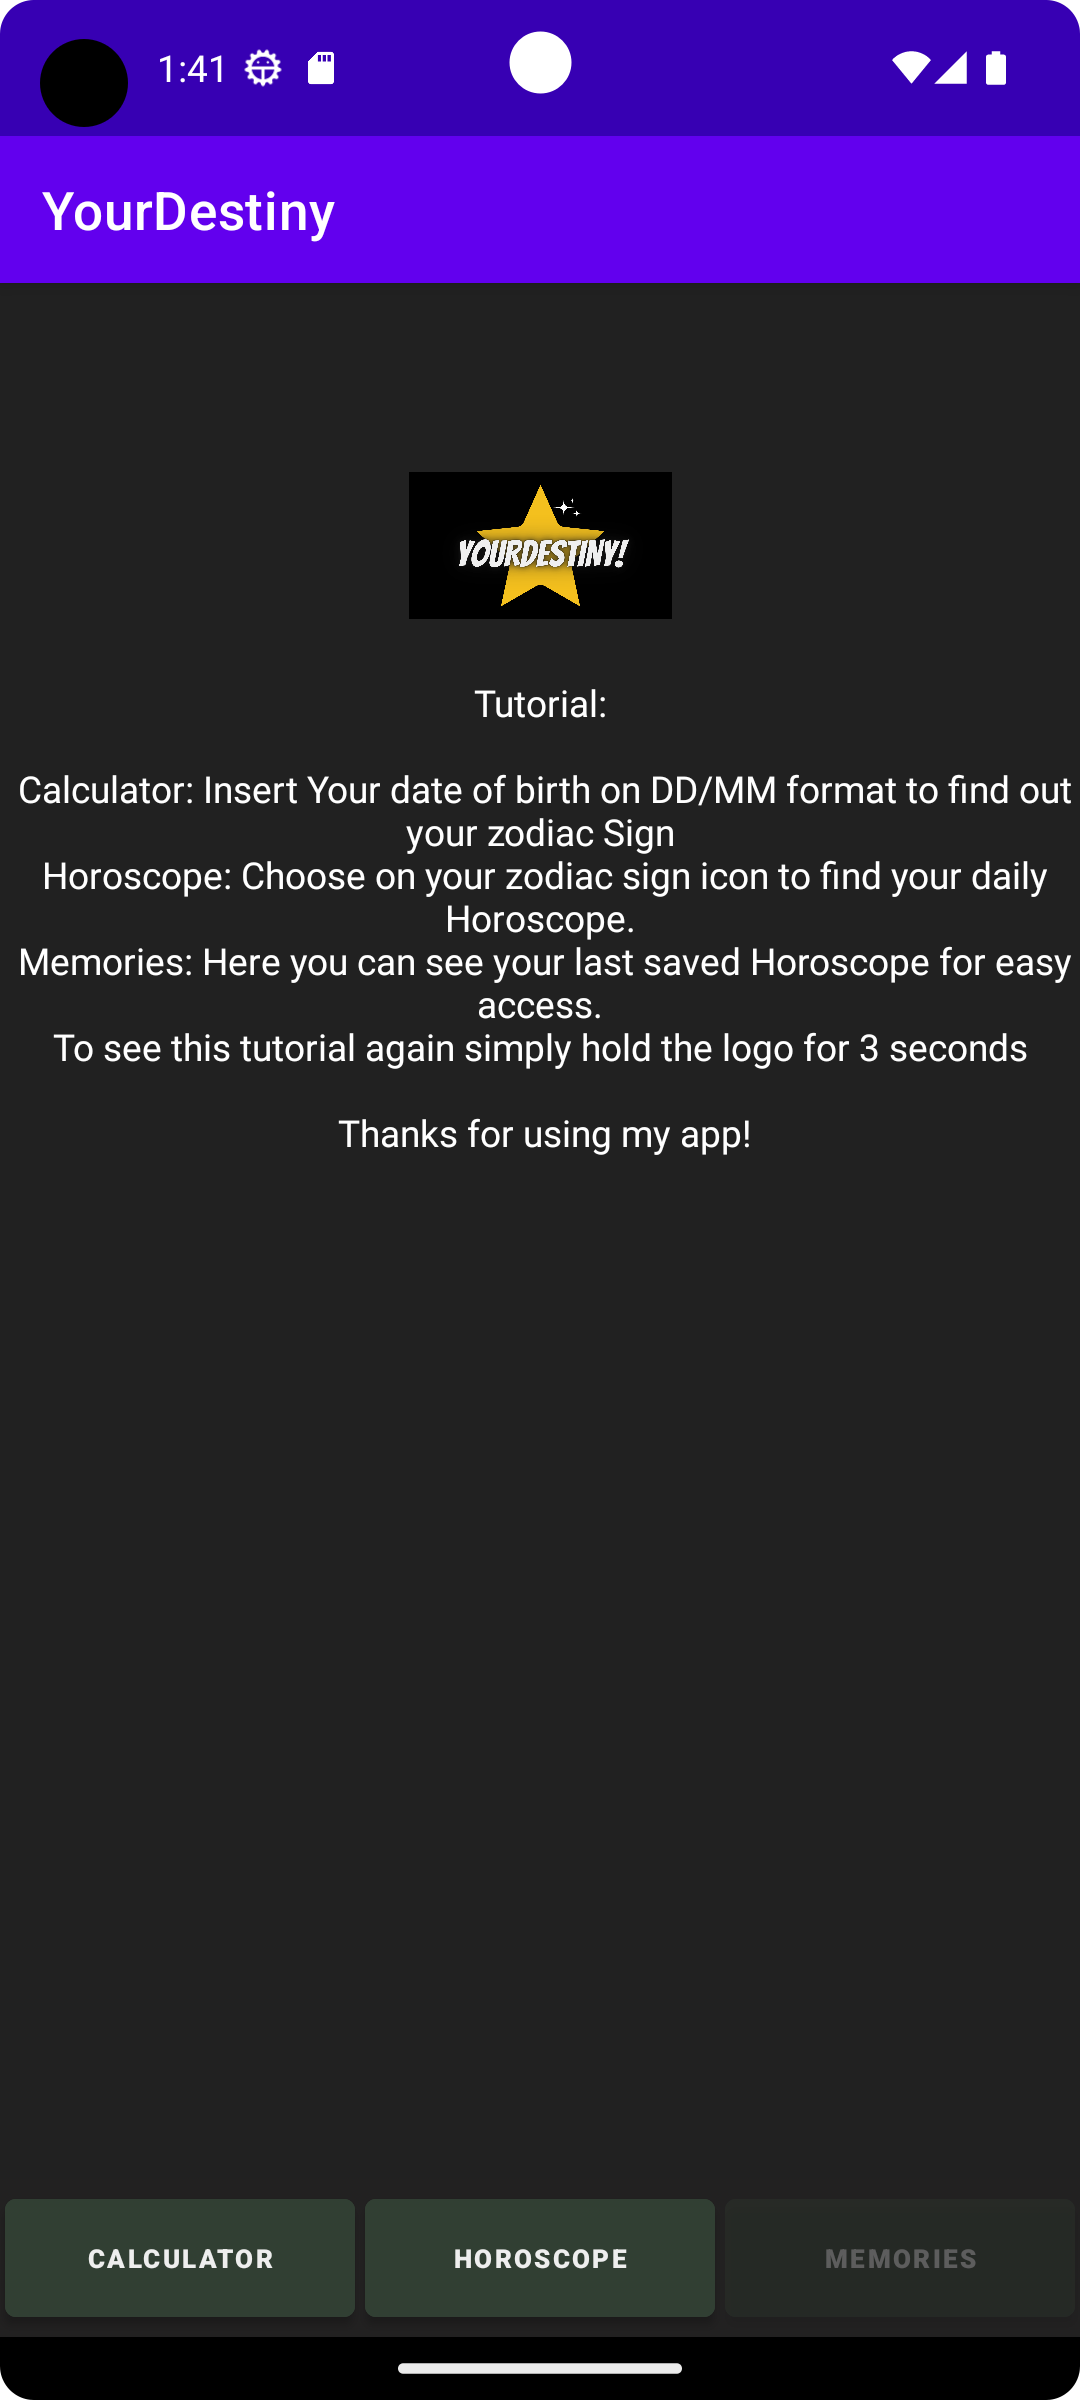 1:41
YourDestiny
YOURDESTINY!
Tutorial:
Calculator: Insert Your date of birth on DD/MM format to find out
your zodiac Sign
Horoscope: Choose on your zodiac sign icon to find your daily
Horoscope.
Memories: Here you can see your last saved Horoscope for easy
access.
To see this tutorial again simply hold the logo for 3 seconds
Thanks for using my app!
CALCULATOR
HOROSCOPE
MEMORIES